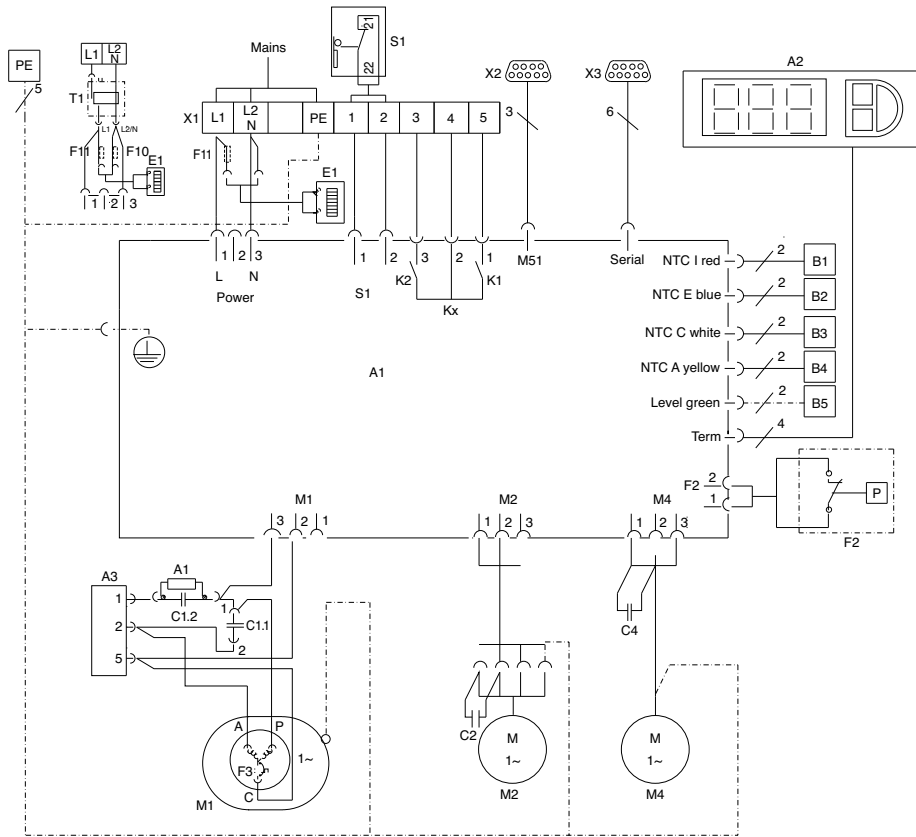 Mains
S1
21
22
X2
X3
A2
PE
5
L1 L2 N
T1
L1 L2/N
F11 F10
E1
1 2 3
X1 L1 L2 N PE 1 2 3 4 5
3
6
F11
E1
1 2 3
L N
Power
1 2
S1
3 2 1
K2 K1
Kx
M51
Serial
NTC I red 2 B1
NTC E blue 2 B2
NTC C white 2 B3
NTC A yellow 2 B4
Level green 2 B5
Term 4
A1
F2 2
1
P
F2
M1
3 2 1
M2
1 2 3
M4
1 2 3
A3
1
2
5
A1
C1.2
1
C1.1
2
C4
C2
A P
F3
C
1~
M1
M
1~
M2
M
1~
M4